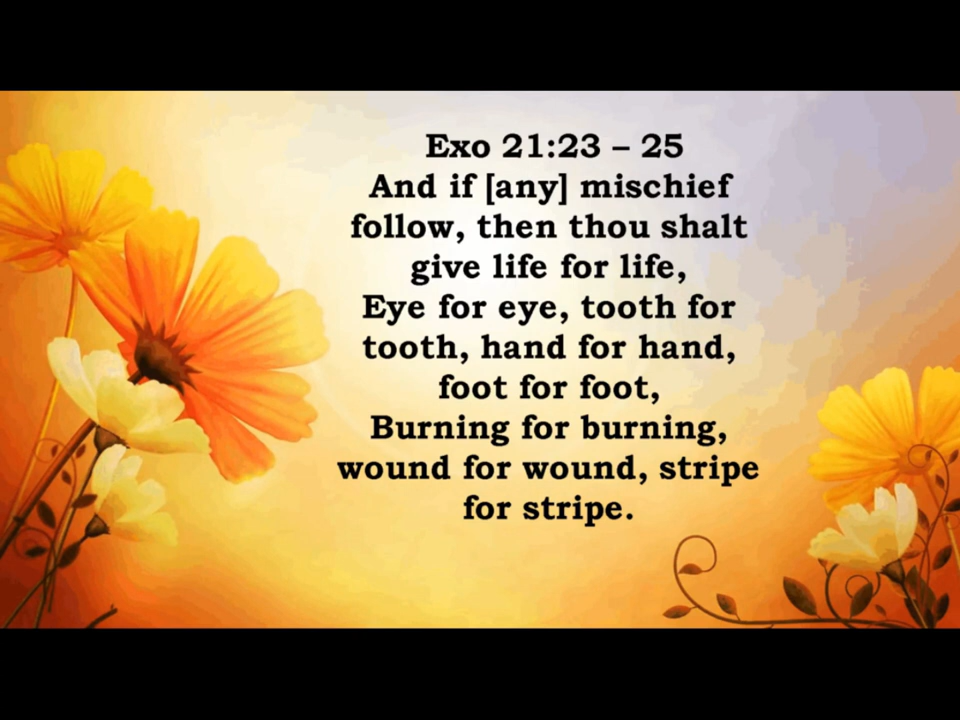 Exo 21:23 – 25
And if [any] mischief
follow, then thou shalt
give life for life,
Eye for eye, tooth for
tooth, hand for hand,
foot for foot,
Burning for burning,
wound for wound, stripe
for stripe.